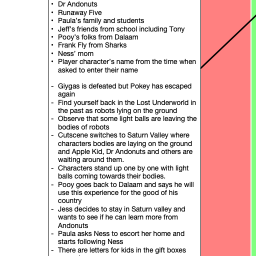 • Dr Andonuts
• Runaway Five
• Paula's family and students
• Jeff's friends from school including Tony
• Pooy's folks from Dalaam
• Frank Fly from Sharks
• Ness' mom
• Player character's name from the time when
asked to enter their name
- Giygas is defeated but Pokey has escaped
again
- Find yourself back in the Lost Underworld in
the past as robots lying on the ground
- Observe that some light balls are leaving the
bodies of robots
- Cutscene switches to Saturn Valley where
characters bodies are laying on the ground
and Apple Kid, Dr Andonuts and others are
waiting around them.
- Characters stand up one by one with light
balls coming towards their bodies.
- Pooy goes back to Dalaam and says he will
use this experience for the good of his
country
- Jess decides to stay in Saturn valley and
wants to see if he can learn more from
Andonuts
- Paula asks Ness to escort her home and
starts following Ness
- There are letters for kids in the gift boxes